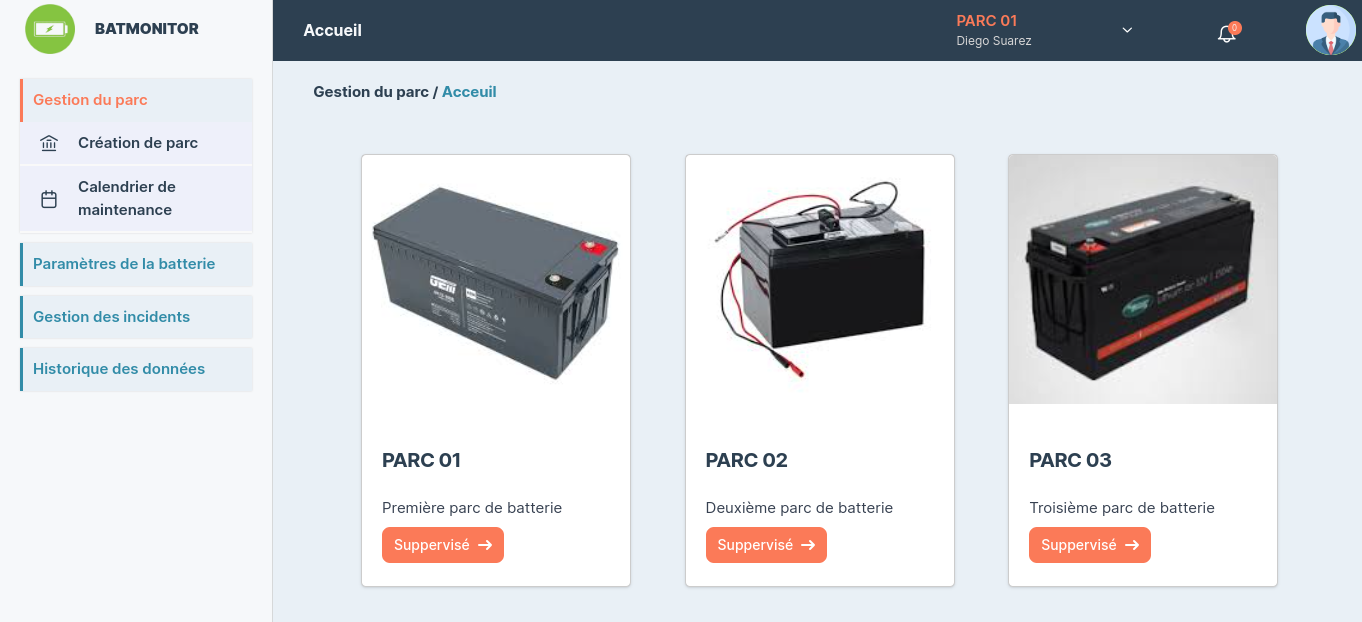 BATMONITOR
Accueil
PARC 01
Diego Suarez
0
Gestion du parc
Création de parc
Calendrier de
maintenance
Paramètres de la batterie
Gestion des incidents
Historique des données
Gestion du parc / Acceuil
PARC 01
Première parc de batterie
Suppervisé
PARC 02
Deuxième parc de batterie
Suppervisé
PARC 03
Troisième parc de batterie
Suppervisé